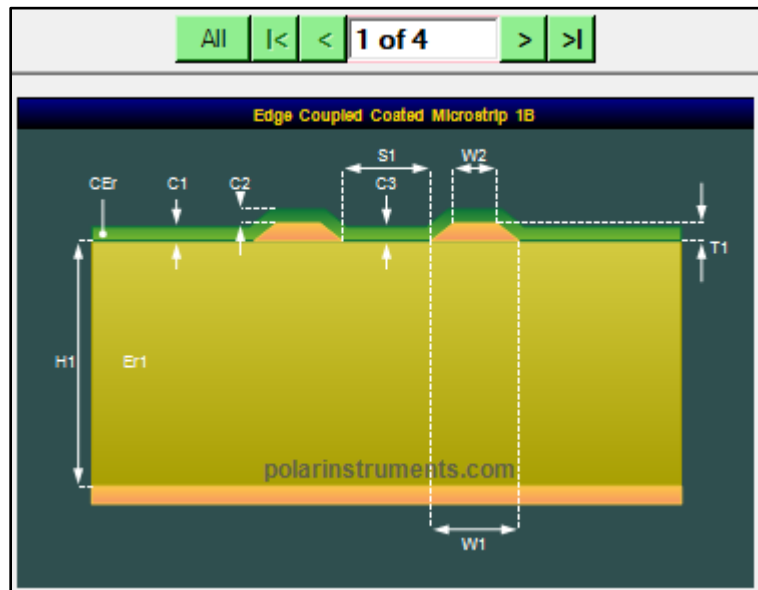 All |< < 1 of 4 > >|
Edge Coupled Coated Microstrip 1B
S1 W2
CEr C1 C2 C3
T1
H1 Er1
polarinstruments.com
W1